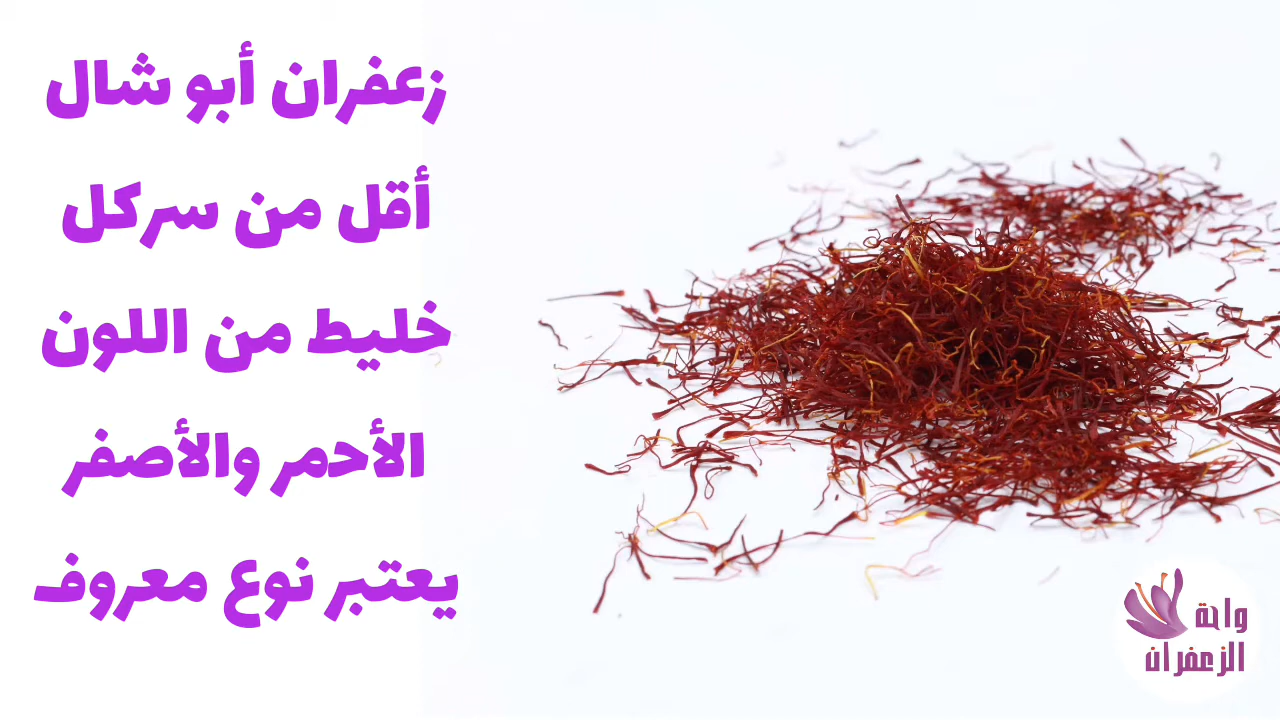 زعفران أبو شال
أقل من سركل
خليط من اللون
الأحمر والأصفر
يعتبر نوع معروف
واحة
الزعفران